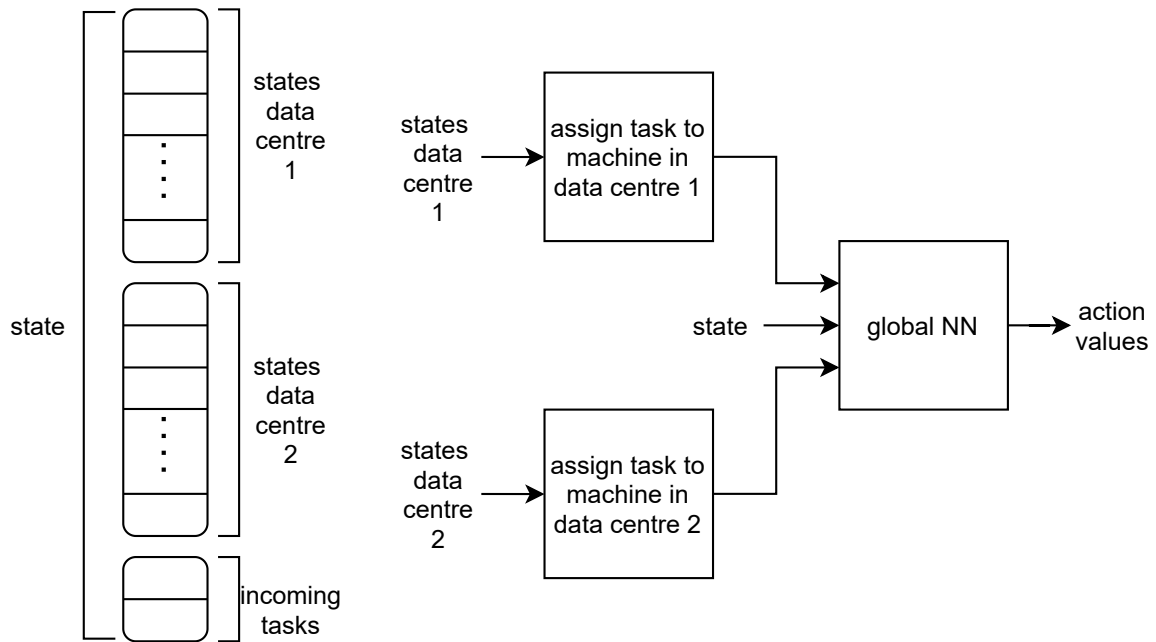 states
data
centre
1
state
states
data
centre
2
incoming
tasks
states
data
centre
1
assign task to
machine in
data centre 1
state
global NN
action
values
states
data
centre
2
assign task to
machine in
data centre 2